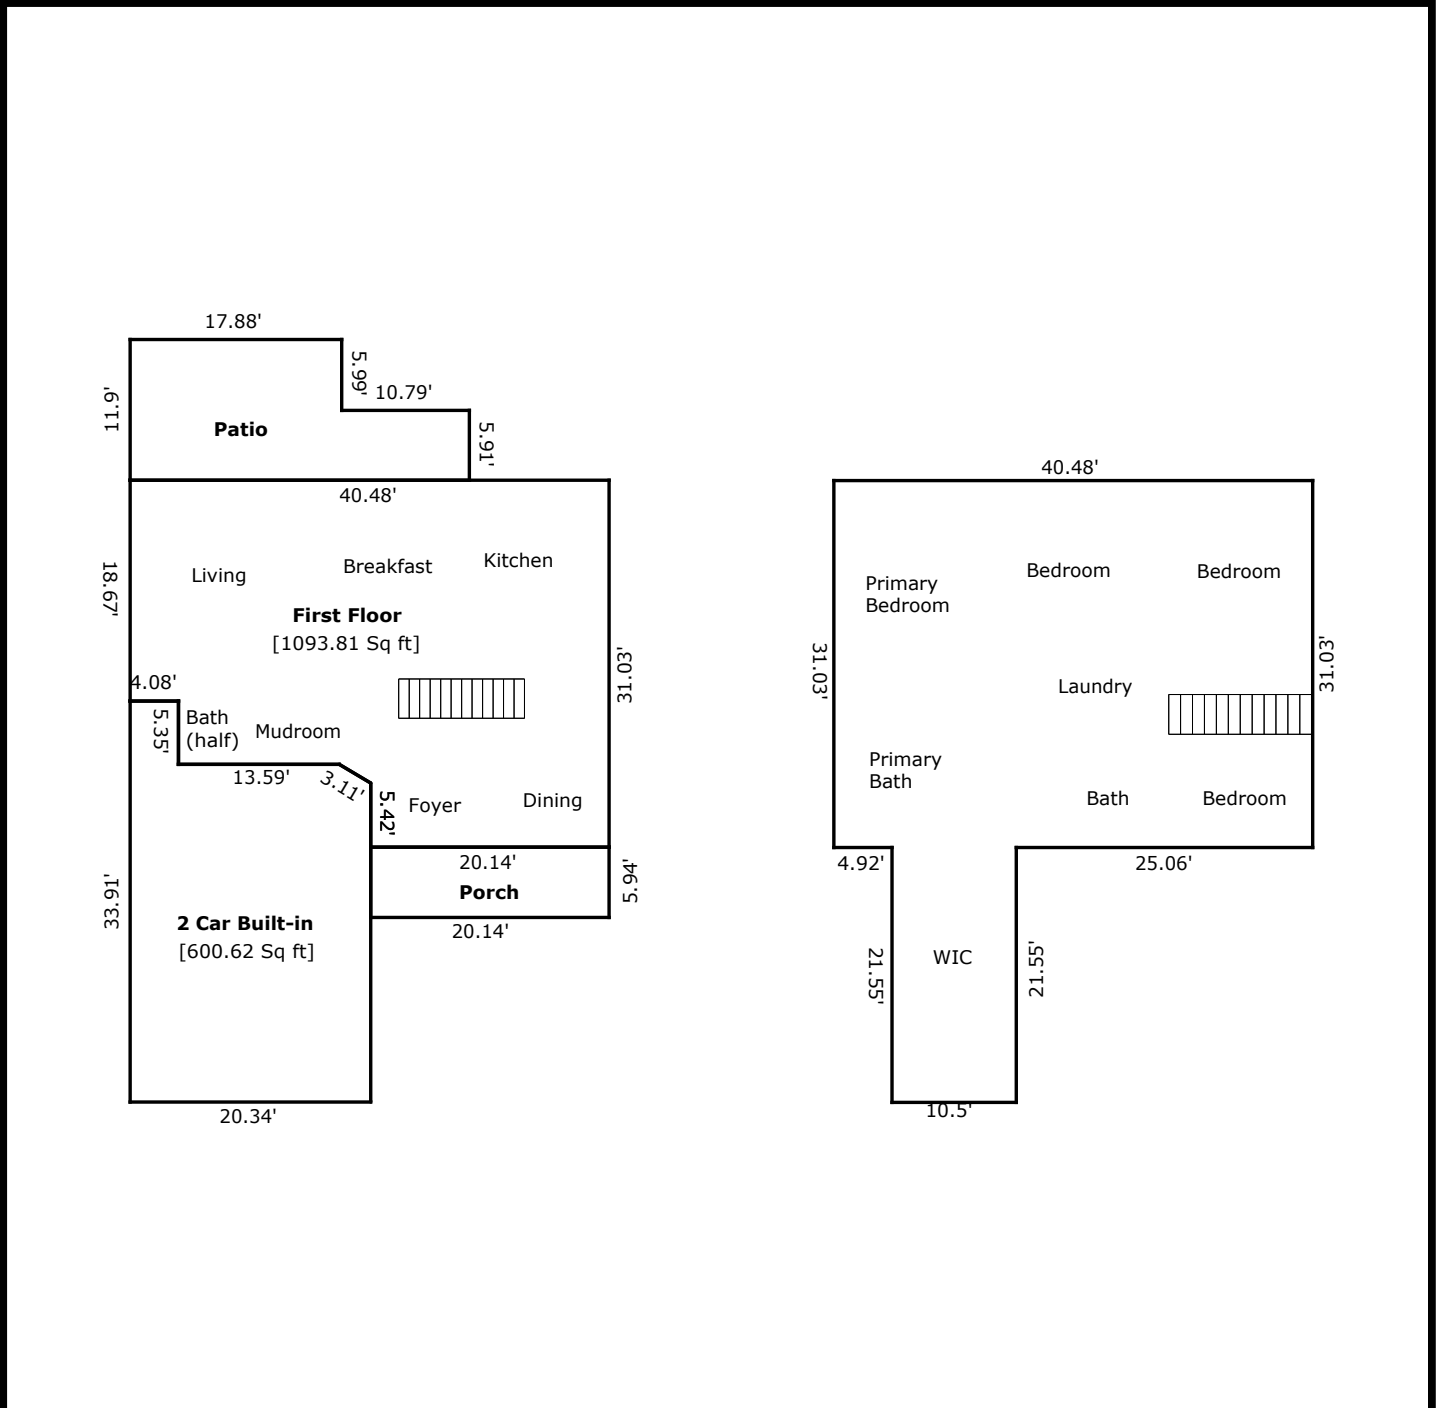 17.88'
5.99'
10.79'
11.9'
Patio
5.91'
40.48'
18.67'
Living
Breakfast
Kitchen
First Floor
[1093.81 Sq ft]
31.03'
4.08'
5.35'
Bath
(half)
Mudroom
13.59'
3.11'
5.42'
Foyer
Dining
20.14'
Porch
5.94'
20.14'
33.91'
2 Car Built-in
[600.62 Sq ft]
20.34'
40.48'
Primary
Bedroom
Bedroom
Bedroom
31.03'
31.03'
Laundry
Primary
Bath
Bath
Bedroom
4.92'
25.06'
21.55'
WIC
21.55'
10.5'